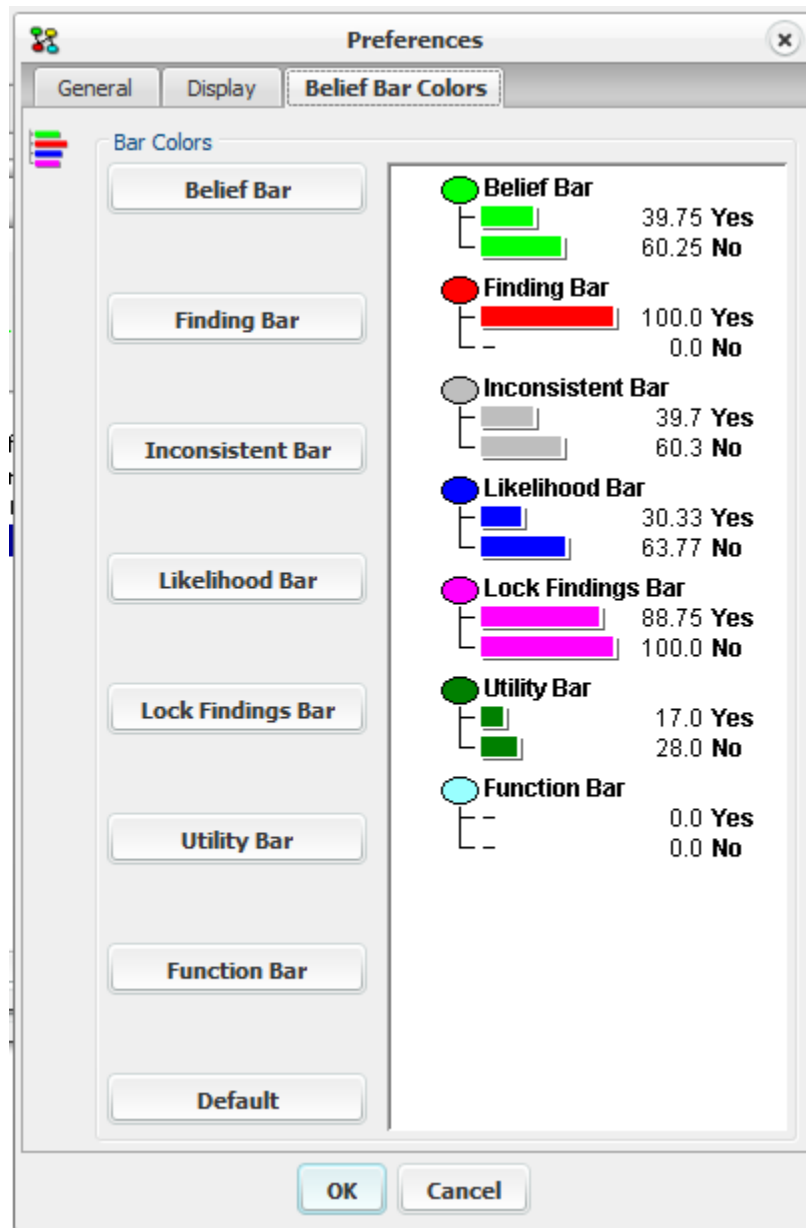 Preferences
General Display Belief Bar Colors
Bar Colors
Belief Bar
Finding Bar
Inconsistent Bar
Likelihood Bar
Lock Findings Bar
Utility Bar
Function Bar
Default
Belief Bar
39.75 Yes
60.25 No
Finding Bar
100.0 Yes
- 0.0 No
Inconsistent Bar
39.7 Yes
60.3 No
Likelihood Bar
30.33 Yes
63.77 No
Lock Findings Bar
88.75 Yes
100.0 No
Utility Bar
17.0 Yes
28.0 No
Function Bar
- 0.0 Yes
- 0.0 No
OK Cancel